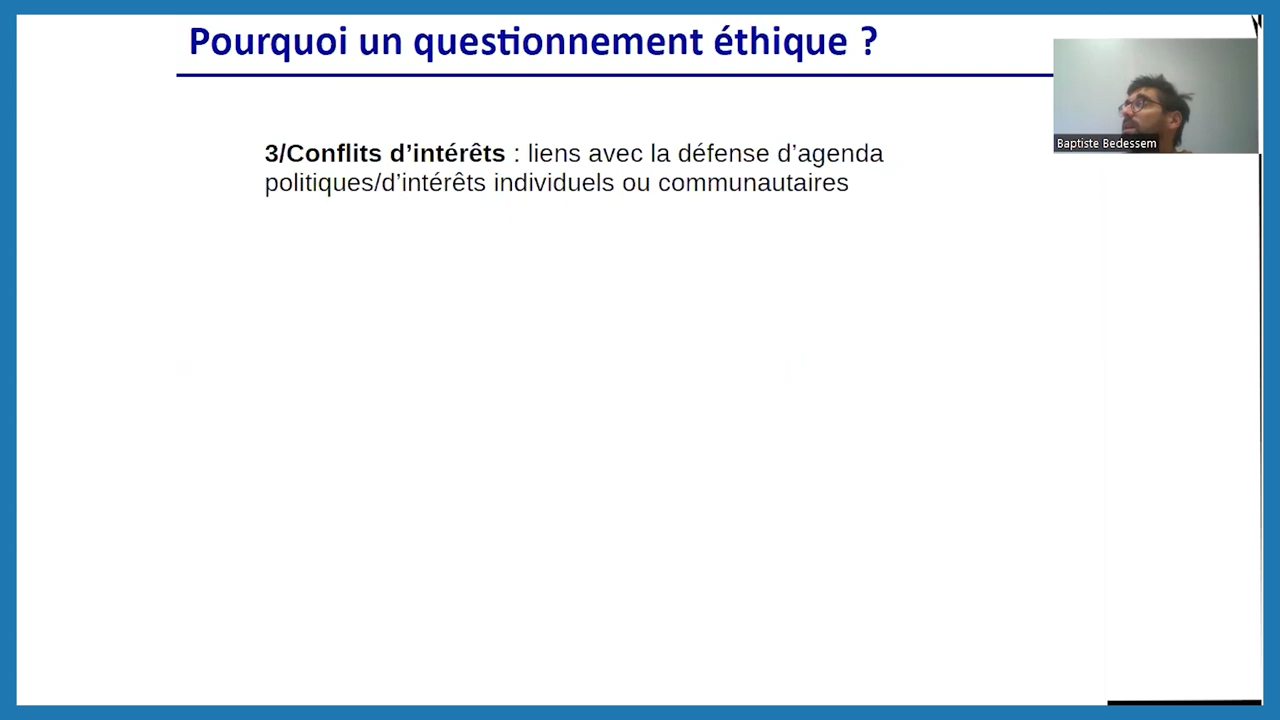 Pourquoi un questionnement éthique ?
3/Conflits d’intérêts : liens avec la défense d’agenda
politiques/d’intérêts individuels ou communautaires
Baptiste Bedessem